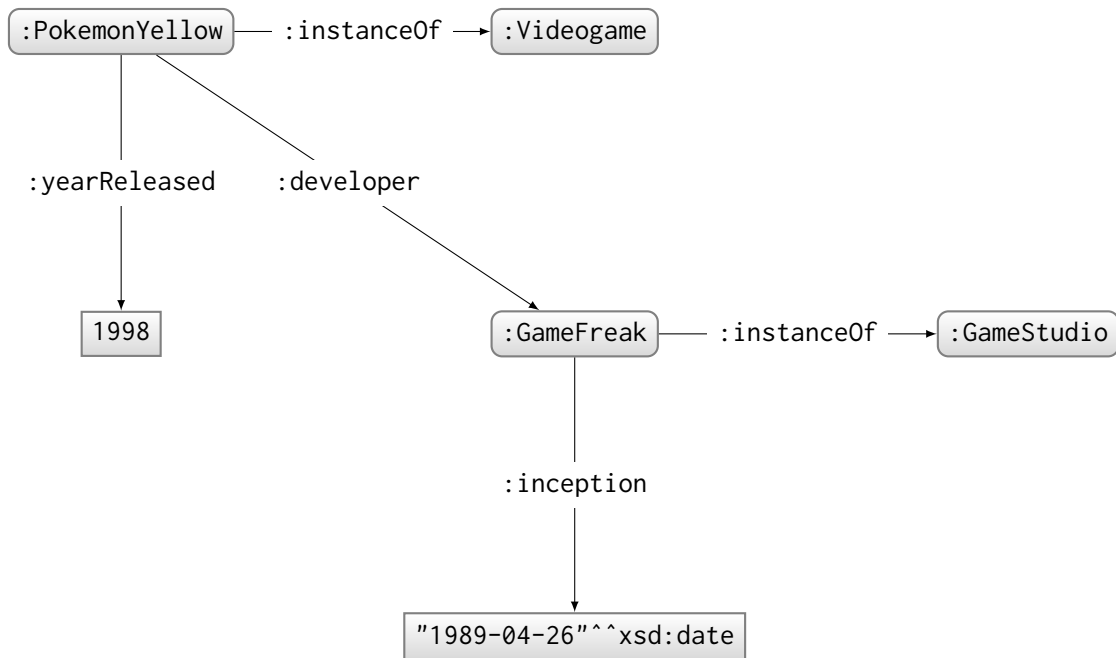 :PokemonYellow :instanceOf :Videogame
:yearReleased :developer
1998 :GameFreak :instanceOf :GameStudio
:inception
"1989-04-26"^^xsd:date